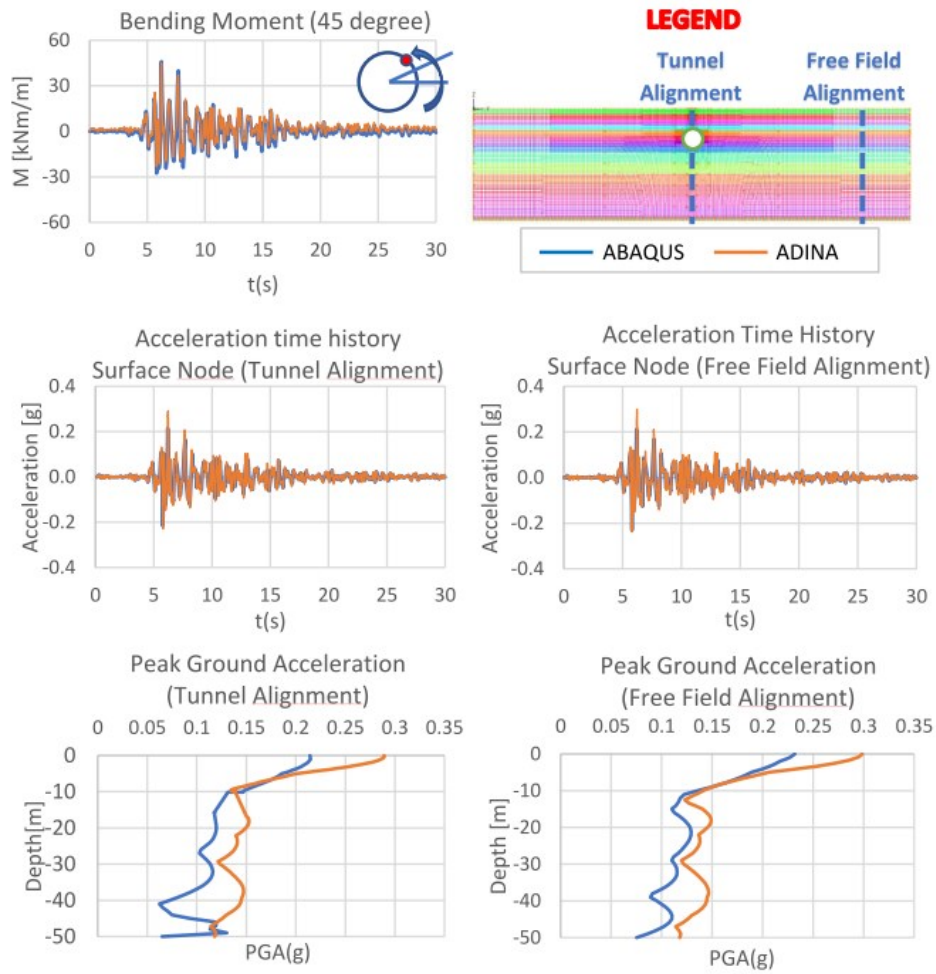 Bending Moment (45 degree)
60
30
0
-30
-60
M [kNm/m]
0 5 10 15 20 25 30
t(s)
LEGEND
Tunnel
Alignment
Free Field
Alignment
ABAQUS
ADINA
Acceleration time history
Surface Node (Tunnel Alignment)
0.4
0.2
0.0
-0.2
-0.4
Acceleration [g]
0 5 10 15 20 25 30
t(s)
Acceleration Time History
Surface Node (Free Field Alignment)
0.4
0.2
0.0
-0.2
-0.4
Acceleration [g]
0 5 10 15 20 25 30
t(s)
Peak Ground Acceleration
(Tunnel Alignment)
0 0.05 0.1 0.15 0.2 0.25 0.3 0.35
0
-10
-20
-30
-40
-50
Depth[m]
PGA(g)
Peak Ground Acceleration
(Free Field Alignment)
0 0.05 0.1 0.15 0.2 0.25 0.3 0.35
0
-10
-20
-30
-40
-50
Depth [m]
PGA(g)